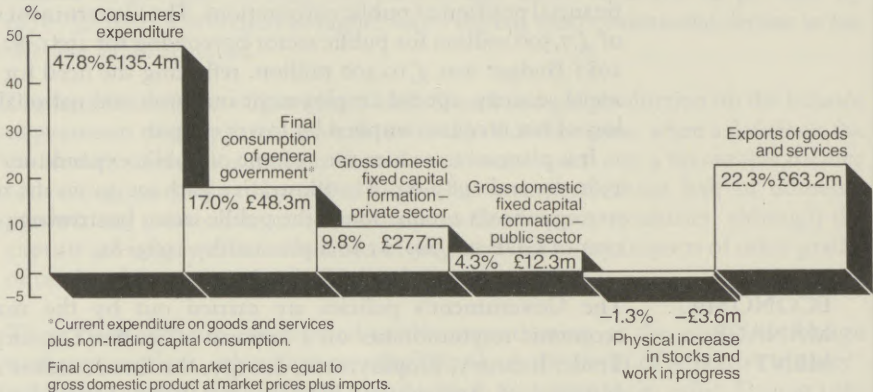 %
50
40
30
20
10
0
−5
Consumers'
expenditure
47.8% £135.4m
Final
consumption
of general
government*
17.0% £48.3m
Gross domestic
fixed capital
formation –
private sector
9.8% £27.7m
Gross domestic
fixed capital
formation –
public sector
4.3% £12.3m
−1.3% −£3.6m
Physical increase
in stocks and
work in progress
Exports of goods
and services
22.3% £63.2m
*Current expenditure on goods and services
plus non-trading capital consumption.
Final consumption at market prices is equal to
gross domestic product at market prices plus imports.